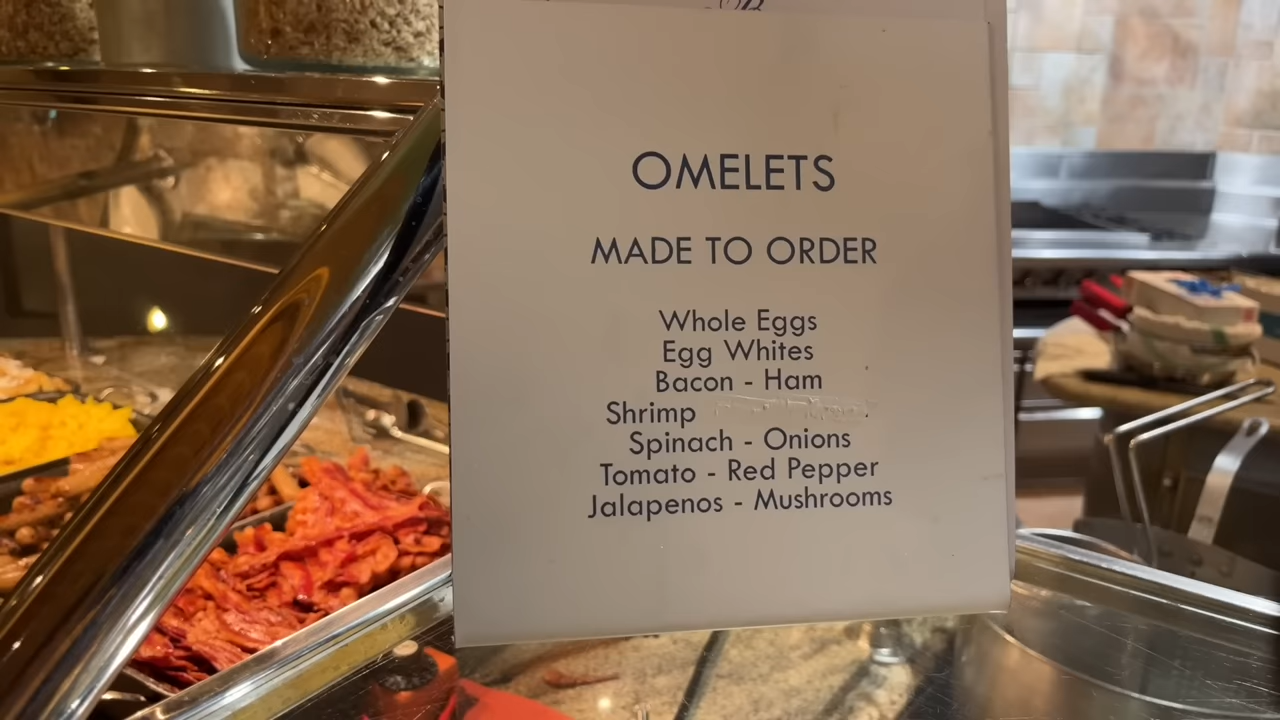 OMELETS
MADE TO ORDER
Whole Eggs
Egg Whites
Bacon - Ham
Shrimp
Spinach - Onions
Tomato - Red Pepper
Jalapenos - Mushrooms